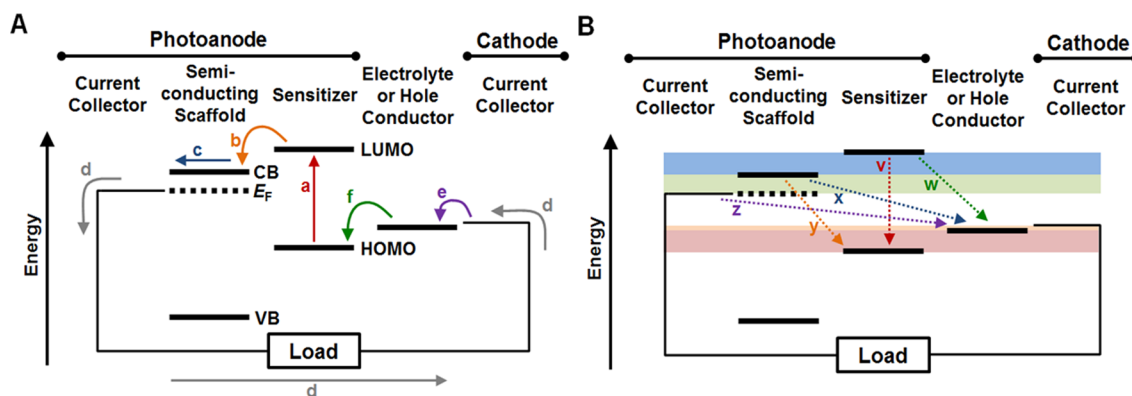 A
Photoanode
Cathode
Current
Collector
Semi-
conducting
Scaffold
Sensitizer
Electrolyte
or Hole
Conductor
Current
Collector
Energy
d
c
b
LUMO
CB
EF
a
f
e
d
HOMO
VB
Load
d
B
Photoanode
Cathode
Current
Collector
Semi-
conducting
Scaffold
Sensitizer
Electrolyte
or Hole
Conductor
Current
Collector
Energy
v
w
x
z
y
Load